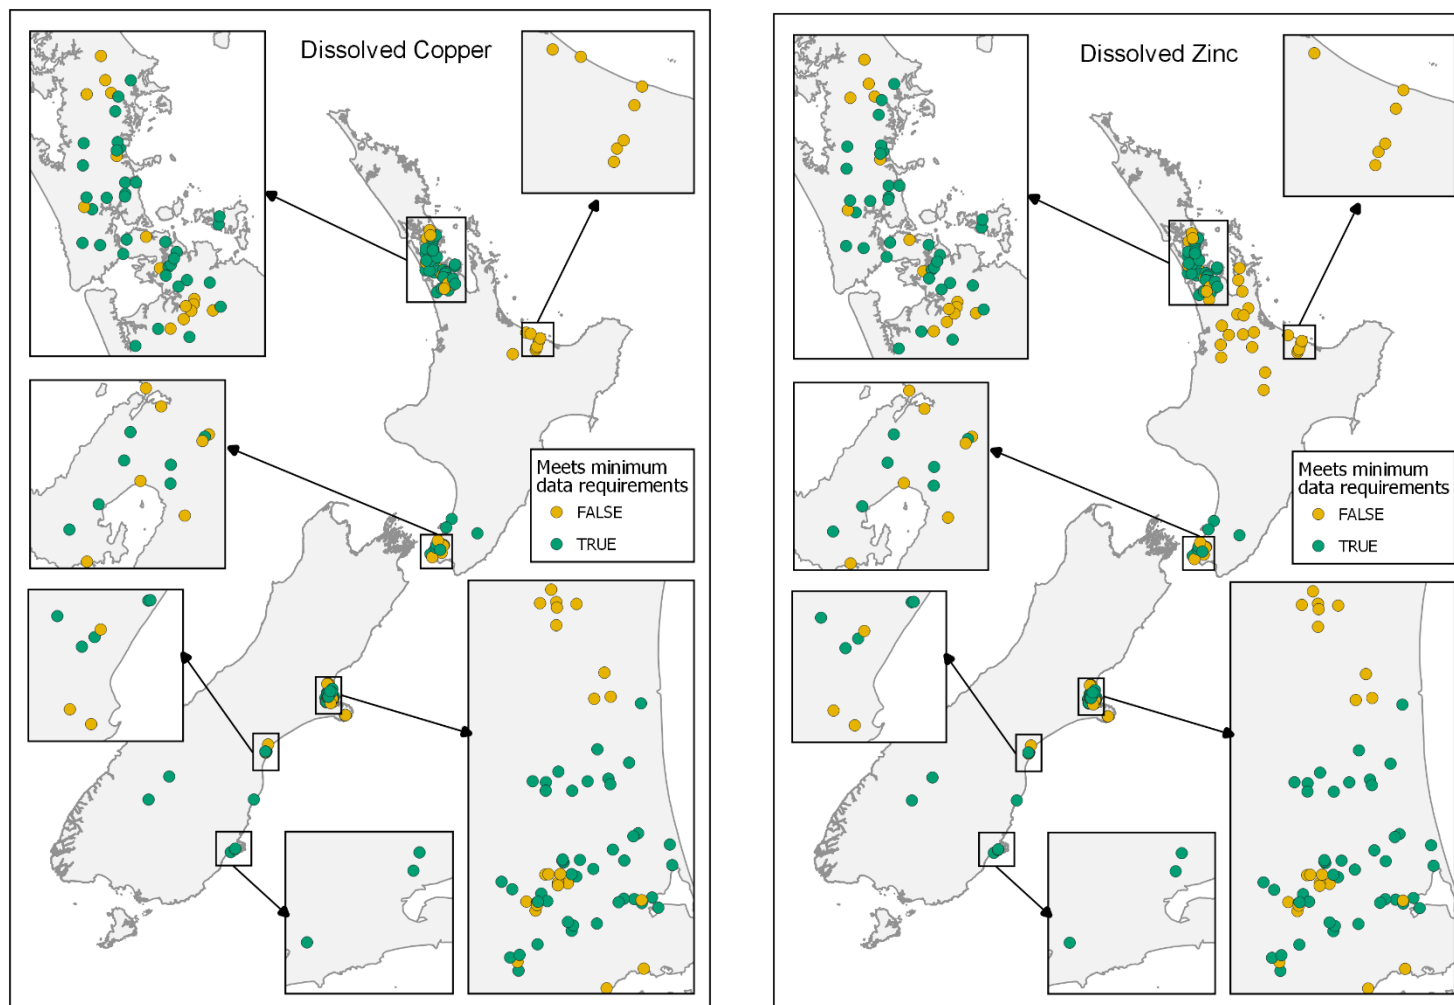 Dissolved Copper
Meets minimum
data requirements
FALSE
TRUE
Dissolved Zinc
Meets minimum
data requirements
FALSE
TRUE